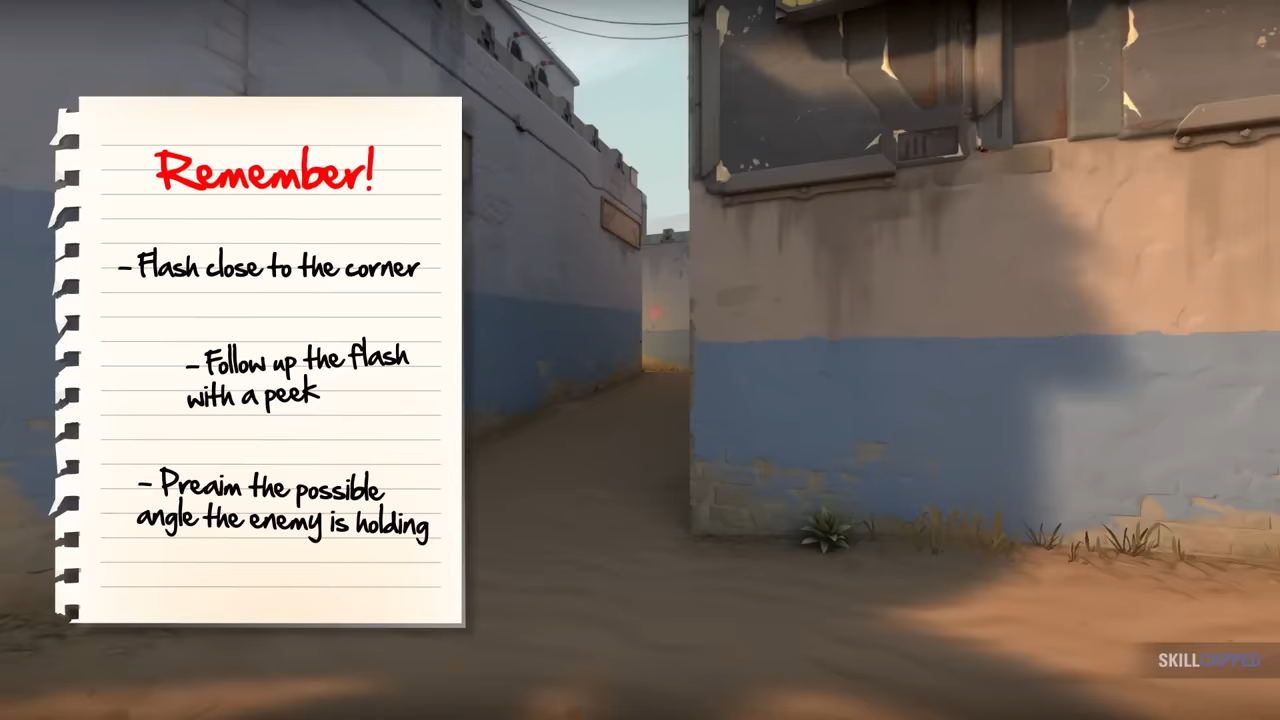 Remember!
- Flash close to the corner
- Follow up the flash
with a peek
- Preaim the possible
angle the enemy is holding
SKILLCAPPED